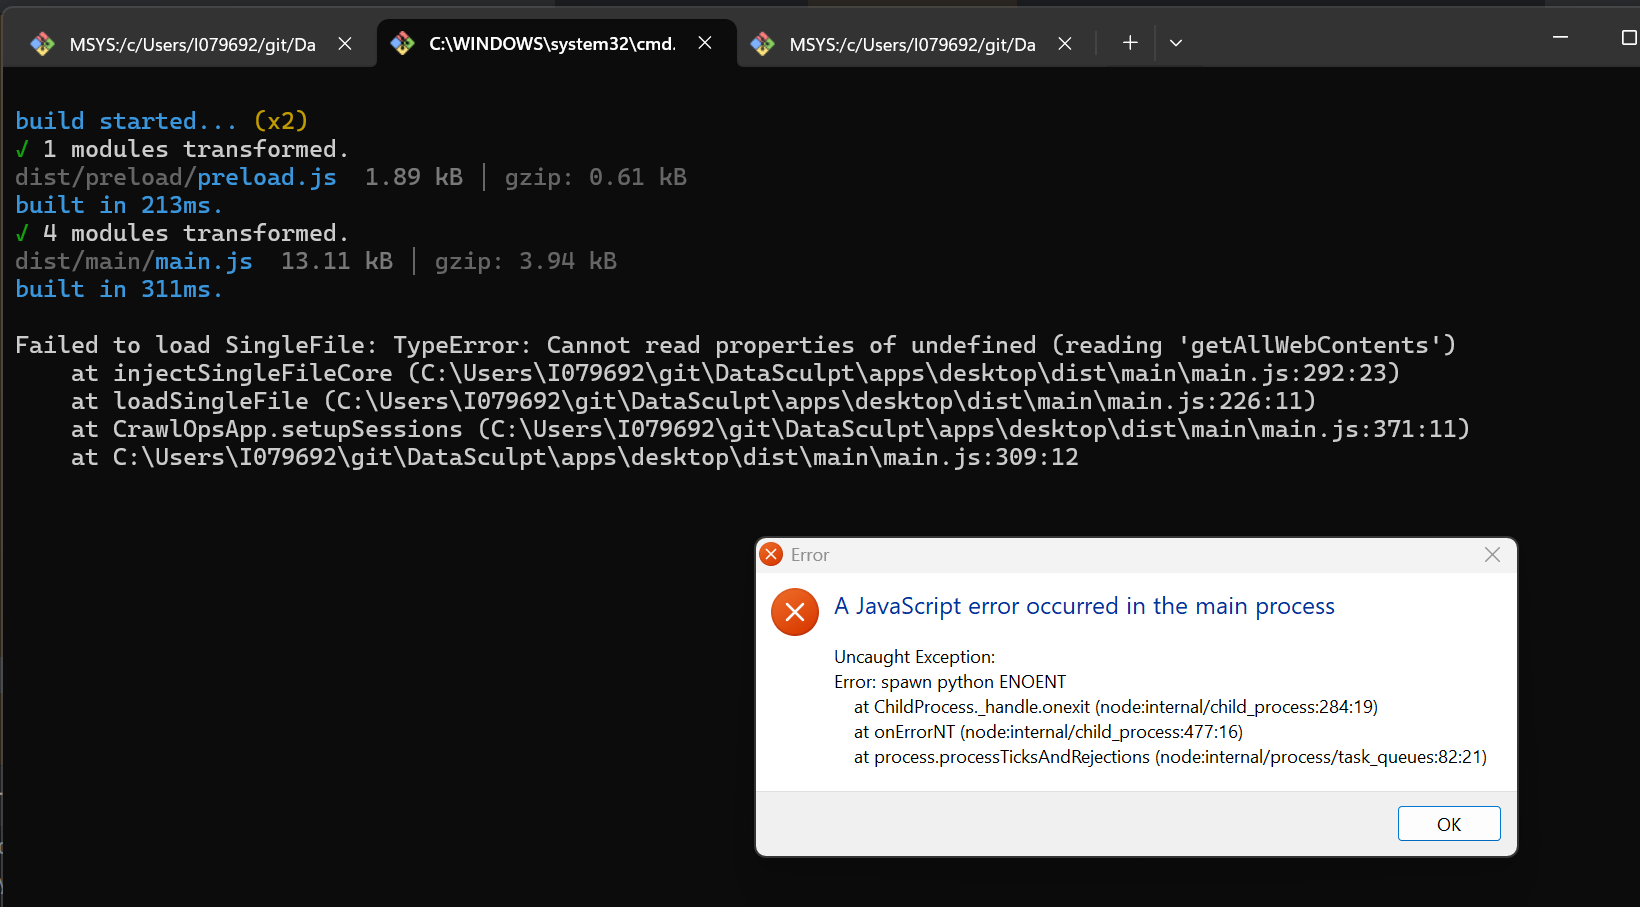 MSYS:/c/Users/I079692/git/Da
C:\WINDOWS\system32\cmd.
MSYS:/c/Users/I079692/git/Da
build started... (x2)
√ 1 modules transformed.
dist/preload/preload.js  1.89 kB │ gzip: 0.61 kB
built in 213ms.
√ 4 modules transformed.
dist/main/main.js  13.11 kB │ gzip: 3.94 kB
built in 311ms.
Failed to load SingleFile: TypeError: Cannot read properties of undefined (reading 'getAllWebContents')
    at injectSingleFileCore (C:\Users\I079692\git\DataSculpt\apps\desktop\dist\main\main.js:292:23)
    at loadSingleFile (C:\Users\I079692\git\DataSculpt\apps\desktop\dist\main\main.js:226:11)
    at CrawlOpsApp.setupSessions (C:\Users\I079692\git\DataSculpt\apps\desktop\dist\main\main.js:371:11)
    at C:\Users\I079692\git\DataSculpt\apps\desktop\dist\main\main.js:309:12
Error
A JavaScript error occurred in the main process
Uncaught Exception:
Error: spawn python ENOENT
    at ChildProcess._handle.onexit (node:internal/child_process:284:19)
    at onErrorNT (node:internal/child_process:477:16)
    at process.processTicksAndRejections (node:internal/process/task_queues:82:21)
OK